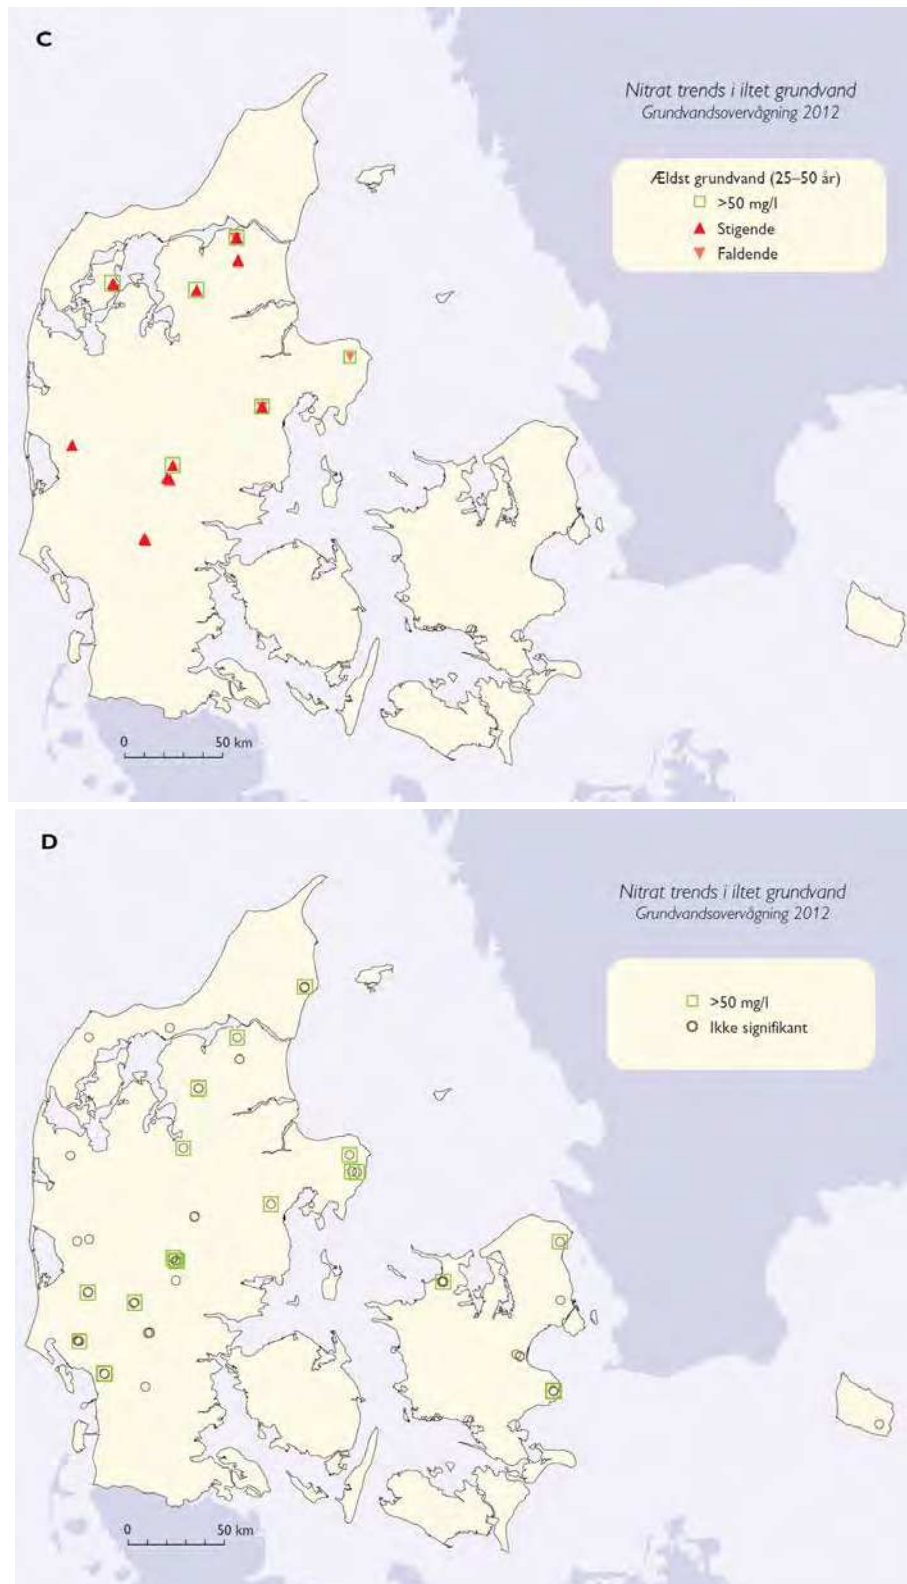 C
Nitrat trends i iltet grundvand
Grundvandsovervågning 2012
Ældst grundvand (25–50 år)
>50 mg/l
Stigende
Faldende
0 50 km
D
Nitrat trends i iltet grundvand
Grundvandsovervågning 2012
>50 mg/l
Ikke signifikant
0 50 km